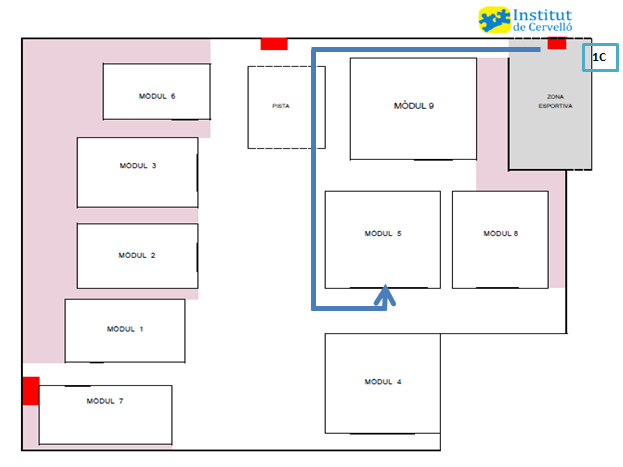 Institut
de Cervelló
1C
MÒDUL 6
PISTA
MÒDUL 9
ZONA
ESPORTIVA
MÒDUL 3
MÒDUL 5
MÒDUL 8
MÒDUL 2
MÒDUL 1
MÒDUL 4
MÒDUL 7